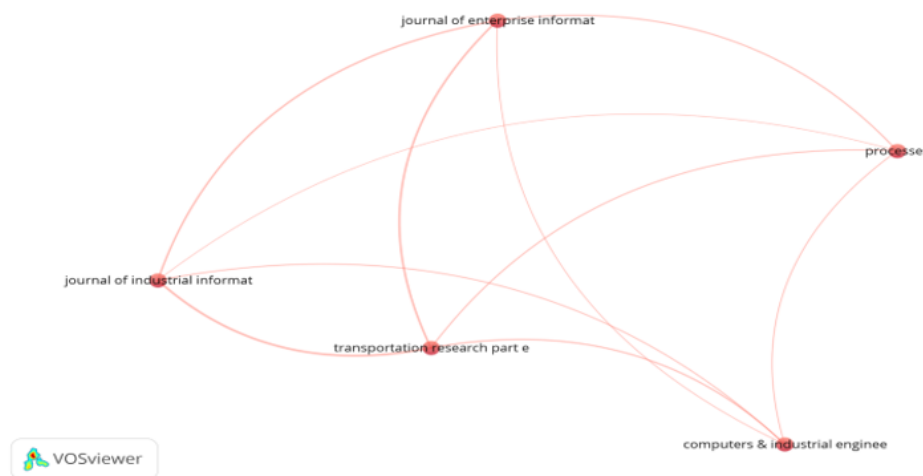 journal of enterprise informat
processe
journal of industrial informat
transportation research part e
computers & industrial enginee
VOSviewer